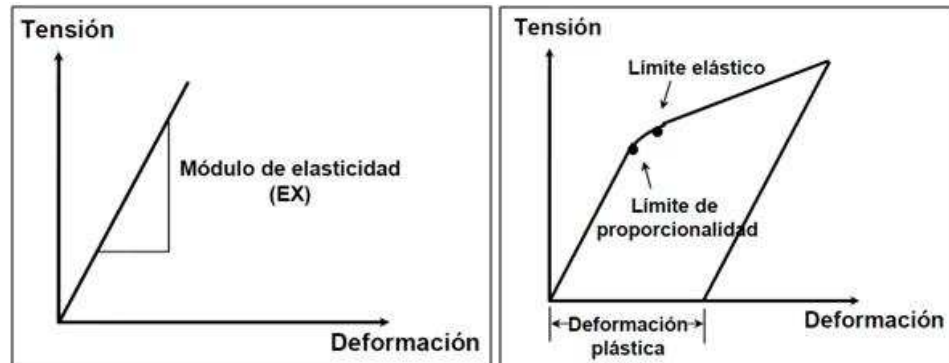 Tensión
Módulo de elasticidad
(EX)
Deformación
Tensión
Límite elástico
Límite de
proporcionalidad
Deformación
plástica
Deformación